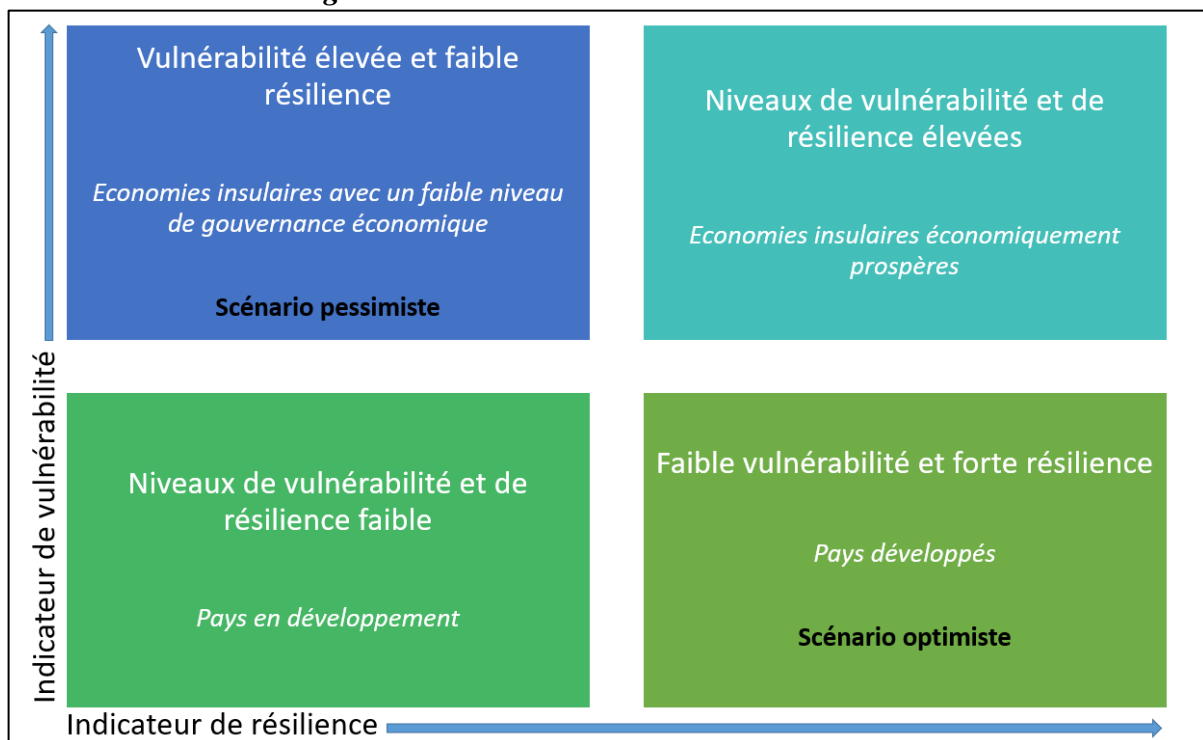 Vulnérabilité élevée et faible
résilience
Economies insulaires avec un faible niveau
de gouvernance économique
Scénario pessimiste
Niveaux de vulnérabilité et de
résilience élevées
Economies insulaires économiquement
prospères
Indicateur de vulnérabilité
Niveaux de vulnérabilité et de
résilience faible
Pays en développement
Faible vulnérabilité et forte résilience
Pays développés
Scénario optimiste
Indicateur de résilience